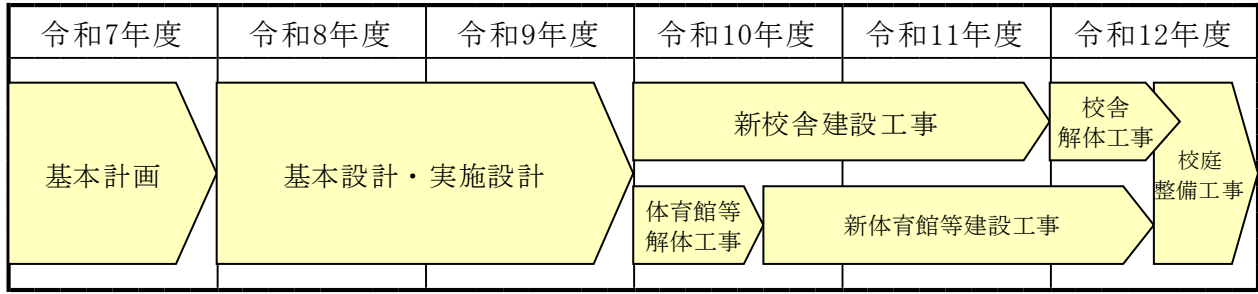 令和7年度
令和8年度
令和9年度
令和10年度
令和11年度
令和12年度
基本計画
基本設計・実施設計
新校舎建設工事
校舎
解体工事
体育館等
解体工事
新体育館等建設工事
校庭
整備工事